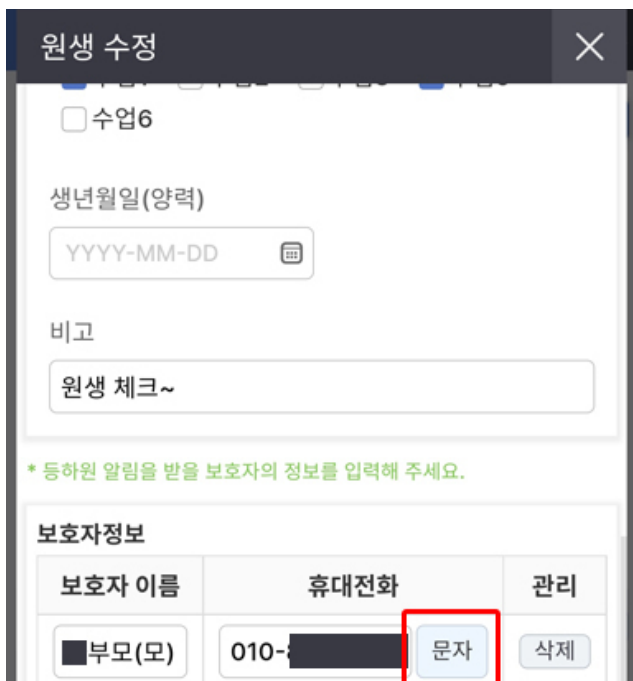 원생 수정
수업6
생년월일(양력)
YYYY-MM-DD
비고
원생 체크~
* 등하원 알림을 받을 보호자의 정보를 입력해 주세요.
보호자정보
보호자 이름 휴대전화 관리
부모(모) 010- 문자 삭제